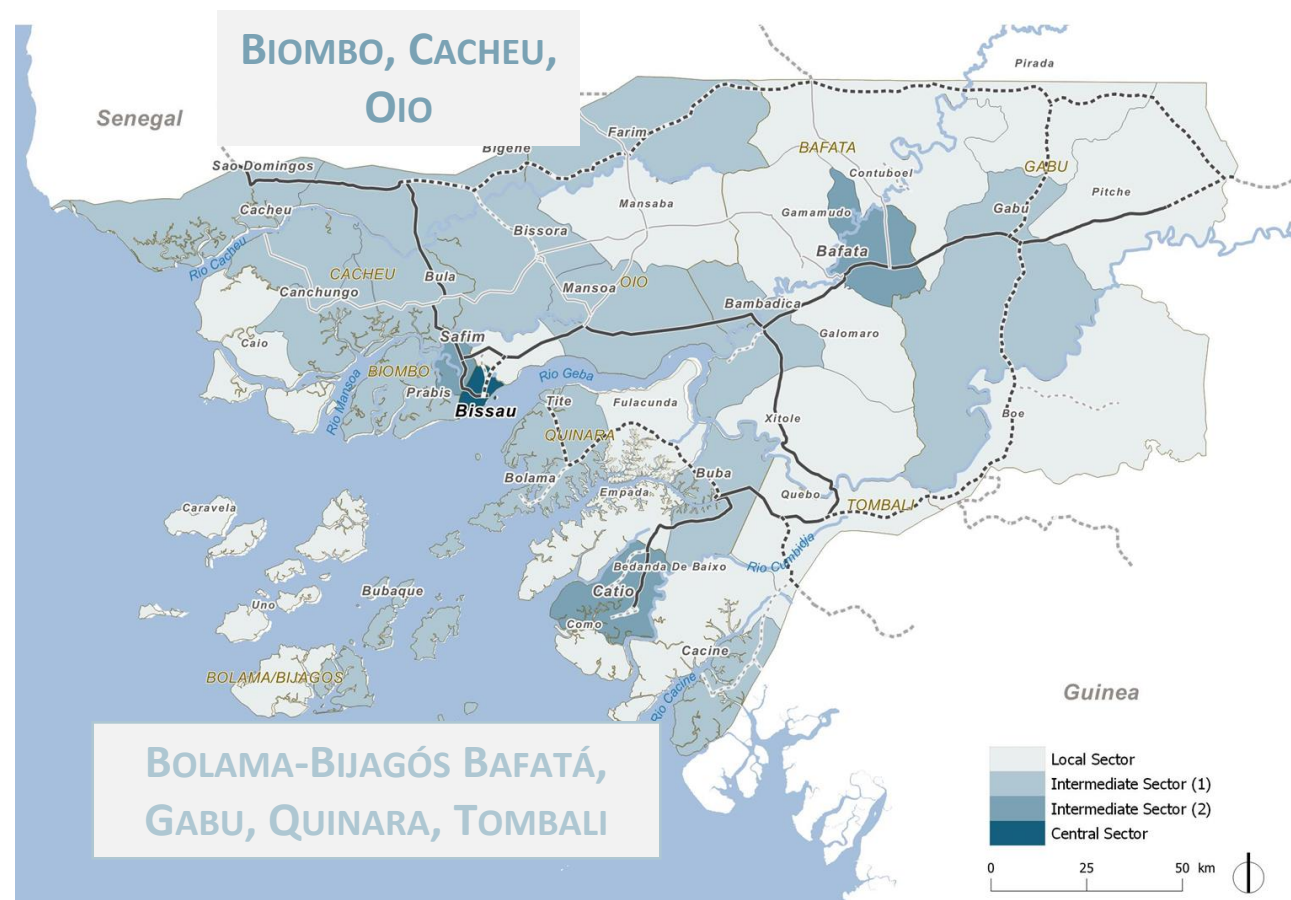 BIOMBO, CACHEU,
OIO
Pirada
Senegal
Farim
Bigene
BAFATA
Sao Domingos
Contuboel
GABU
Pitche
Cacheu
Mansaba
Gamamudo
Gabú
Bissora
Bafata
Rio Cacheu
CACHEU
Bula
OIO
Canchungo
Mansoa
Bambadica
Safim
Galomaro
Caio
BIOMBO
Rio Geba
Rio Mansoa
Prabis
Bissau
Tite
Fulacunda
Xitole
Boe
QUINARA
Bolama
Buba
Empada
Quebo
TOMBALI
Caravela
Rio Cumbidja
Bedanda De Baixo
Bubaque
Catio
Uno
Como
Cacine
BOLAMA/BIJAGOS
Rio Cacine
Guinea
BOLAMA-BIJAGÓS BAFATÁ,
GABU, QUINARA, TOMBALI
Local Sector
Intermediate Sector (1)
Intermediate Sector (2)
Central Sector
0 25 50 km